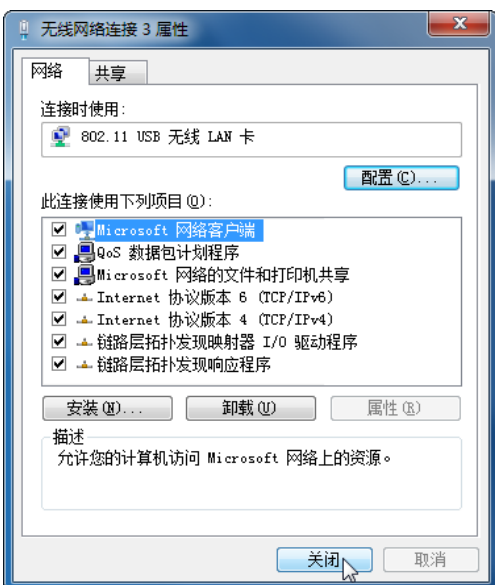 无线网络连接 3 属性
网络
共享
连接时使用:
802.11 USB 无线 LAN 卡
配置(C)...
此连接使用下列项目(O):
Microsoft 网络客户端
QoS 数据包计划程序
Microsoft 网络的文件和打印机共享
Internet 协议版本 6 (TCP/IPv6)
Internet 协议版本 4 (TCP/IPv4)
链路层拓扑发现映射器 I/O 驱动程序
链路层拓扑发现响应程序
安装(N)...
卸载(U)
属性(R)
描述
允许您的计算机访问 Microsoft 网络上的资源。
关闭
取消